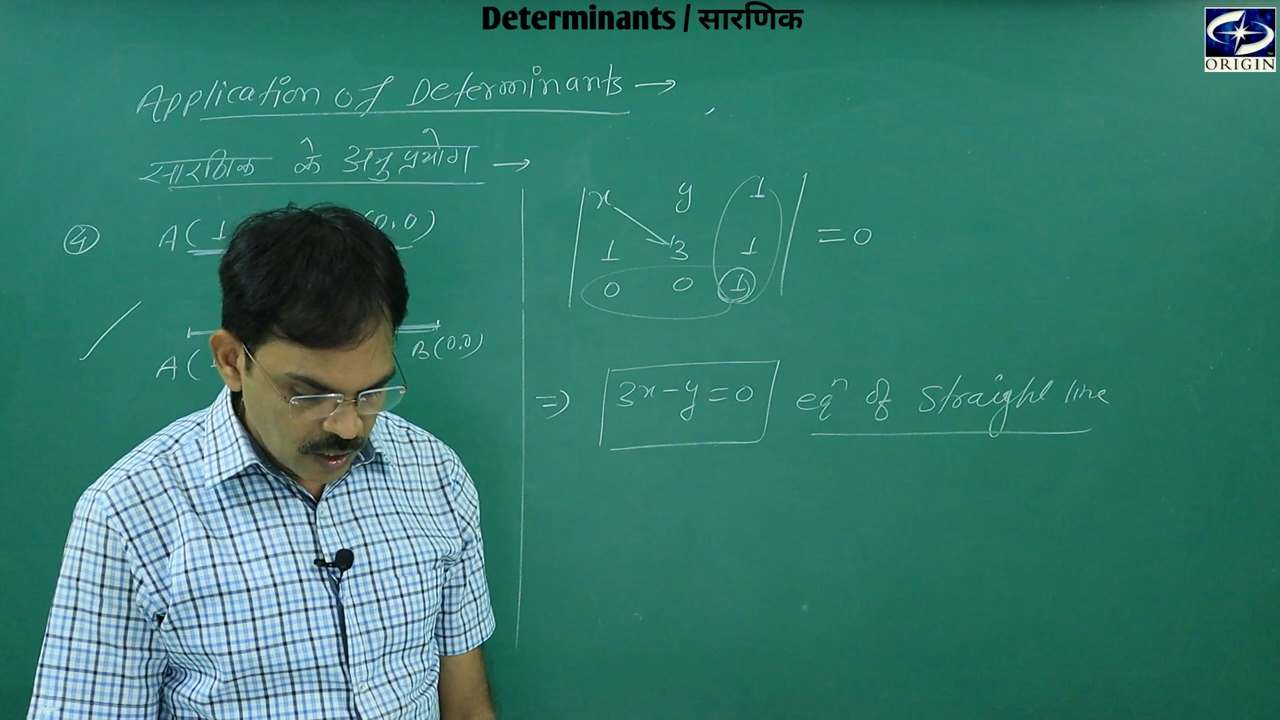 Determinants / सारणिक
ORIGIN
Application of Determinants →
सारणिक के अनुप्रयोग →
④ A(1 (0,0)
A( B(0,0)
| x y 1 |
| 1 3 1 | = 0
| 0 0 1 |
⇒ 3x-y=0 eqⁿ of straight line